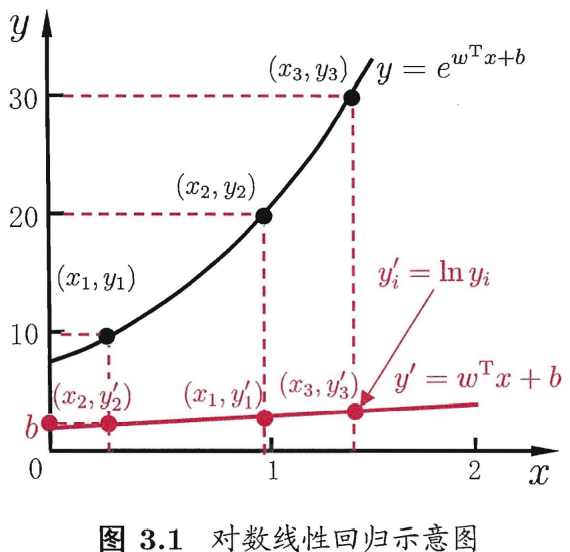 y
(x₃, y₃)
y = e^{wᵀx+b}
30
(x₂, y₂)
20
(x₁, y₁)
y′ᵢ = ln yᵢ
10
(x₂, y′₂)
(x₁, y′₁)
(x₃, y′₃)
y′ = wᵀx + b
b
0
1
2
x
图 3.1 对数线性回归示意图